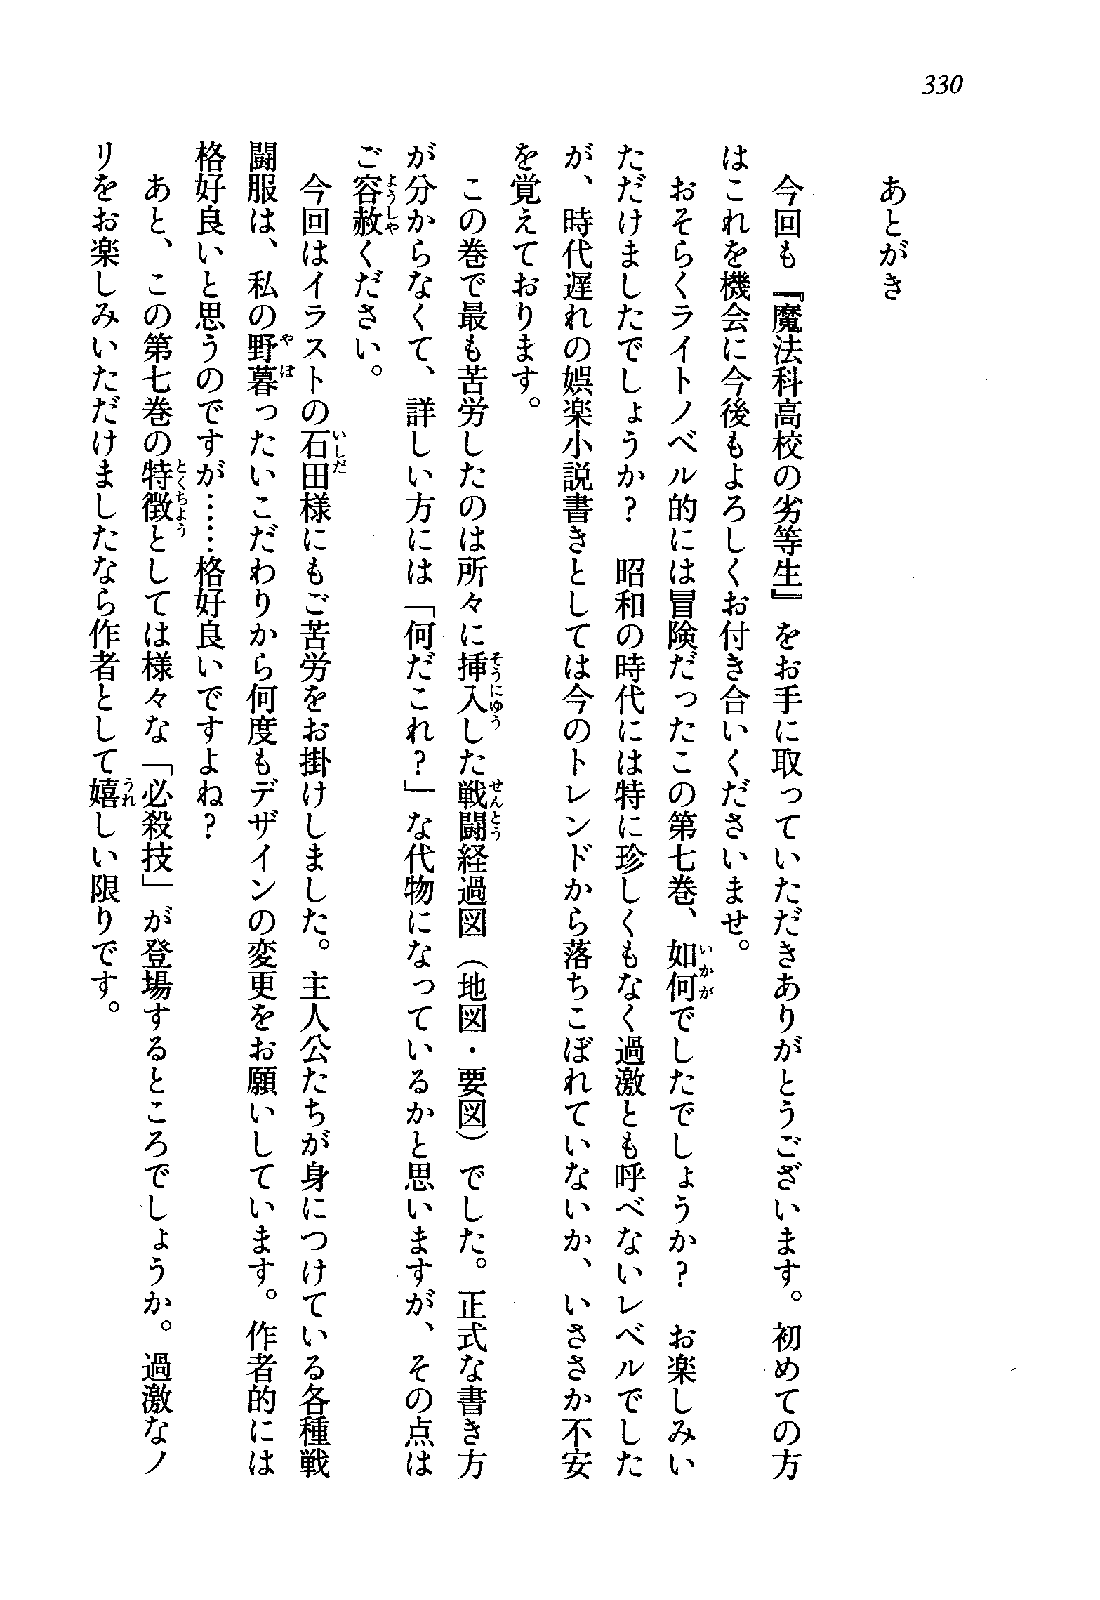 330
あとがき
今回も『魔法科高校の劣等生』をお手に取っていただきありがとうございます。初めての方
はこれを機会に今後もよろしくお付き合いくださいませ。
おそらくライトノベル的には冒険だったこの第七巻、如何でしたでしょうか？　お楽しみい
ただけましたでしょうか？　昭和の時代には特に珍しくもなく過激とも呼べないレベルでした
が、時代遅れの娯楽小説書きとしては今のトレンドから落ちこぼれていないか、いささか不安
を覚えております。
この巻で最も苦労したのは所々に挿入した戦闘経過図（地図・要図）でした。正式な書き方
が分からなくて、詳しい方には「何だこれ？」な代物になっているかと思いますが、その点は
ご容赦ください。
今回はイラストの石田様にもご苦労をお掛けしました。主人公たちが身につけている各種戦
闘服は、私の野暮ったいこだわりから何度もデザインの変更をお願いしています。作者的には
格好良いと思うのですが……格好良いですよね？
あと、この第七巻の特徴としては様々な「必殺技」が登場するところでしょうか。過激なノ
リをお楽しみいただけましたなら作者として嬉しい限りです。